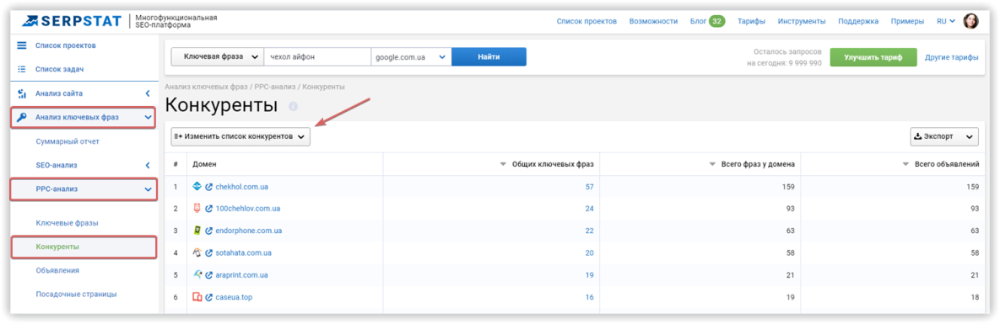 SERPSTAT
Многофункциональная
SEO-платформа
Список проектов Возможности Блог 32 Тарифы Инструменты Поддержка Примеры RU
Список проектов
Список задач
Анализ сайта
Анализ ключевых фраз
Суммарный отчет
SEO-анализ
PPC-анализ
Ключевые фразы
Конкуренты
Объявления
Посадочные страницы
Ключевая фраза чехол айфон google.com.ua Найти
Осталось запросов
на сегодня: 9 999 990
Улучшить тариф Другие тарифы
Анализ ключевых фраз / PPC-анализ / Конкуренты
Конкуренты
Изменить список конкурентов Экспорт
# Домен Общих ключевых фраз Всего фраз у домена Всего объявлений
1 chekhol.com.ua 57 159 159
2 100chehlov.com.ua 24 93 93
3 endorphone.com.ua 22 63 63
4 sotahata.com.ua 20 58 58
5 araprint.com.ua 19 21 21
6 caseua.top 16 19 18